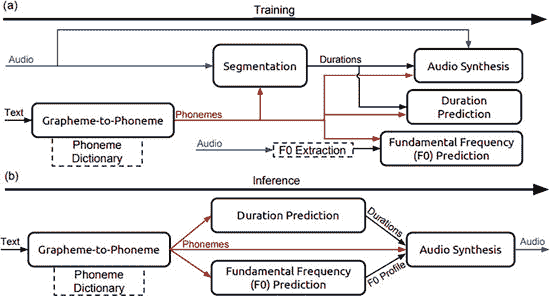 (a)
Training
Audio
Segmentation
Durations
Audio Synthesis
Text
Grapheme-to-Phoneme
Phonemes
Duration
Prediction
Phoneme
Dictionary
Audio
F0 Extraction
Fundamental Frequency
(F0) Prediction
(b)
Inference
Duration Prediction
Durations
Text
Grapheme-to-Phoneme
Phonemes
Audio Synthesis
Audio
Phoneme
Dictionary
Fundamental Frequency
(F0) Prediction
F0 Profile